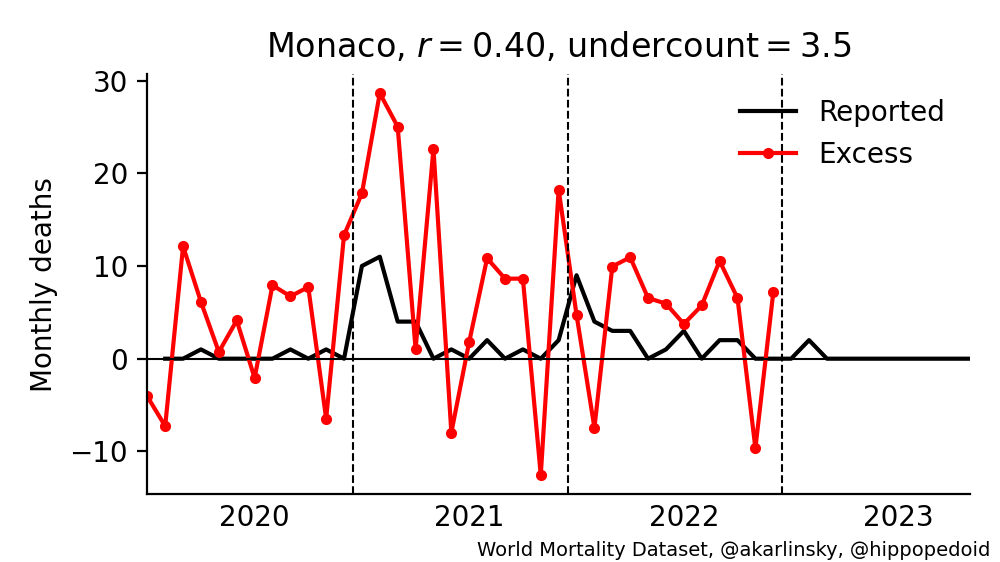 Monaco, r = 0.40, undercount = 3.5
Monthly deaths
30
20
10
0
−10
Reported
Excess
2020 2021 2022 2023
World Mortality Dataset, @akarlinsky, @hippopedoid